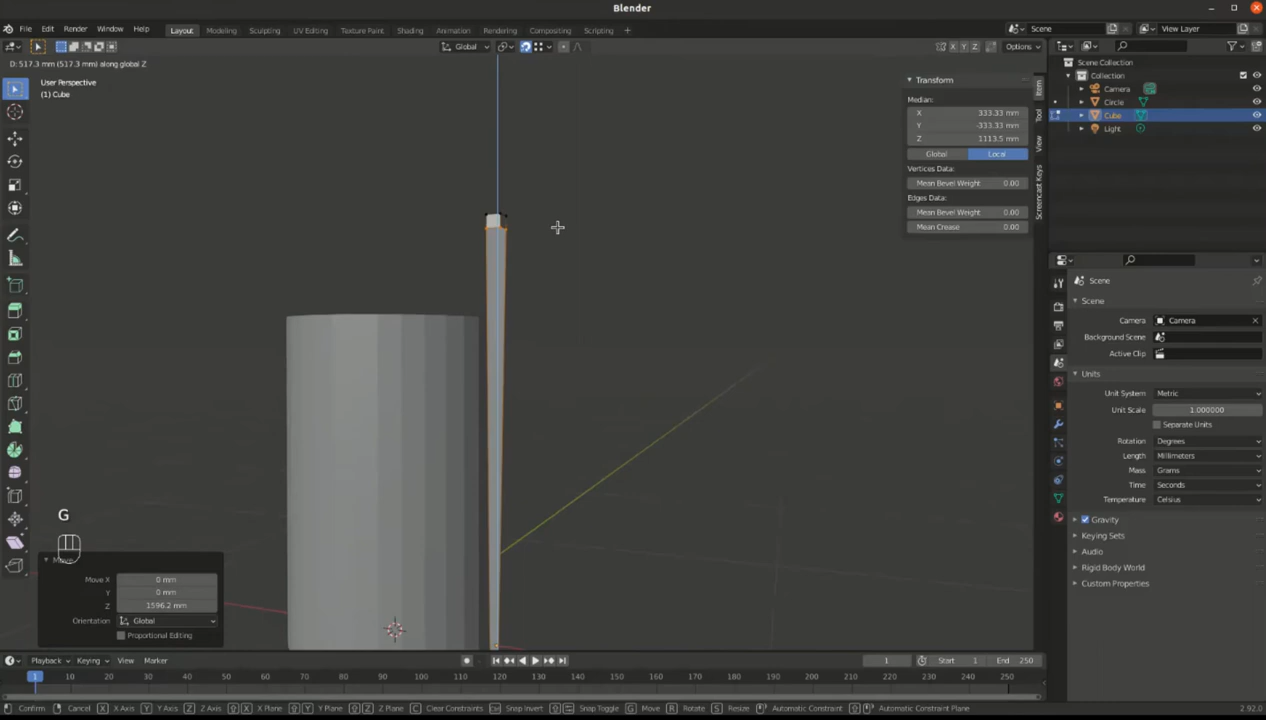 Blender
File Edit Render Window Help Layout Modeling Sculpting UV Editing Texture Paint Shading Animation Rendering Compositing Scripting Scene View Layer
Global X Y Z Options
D: 517.3 mm (517.3 mm) along global Z
User Perspective
(1) Cube
Transform
Median:
X 333.33 mm
Y -333.33 mm
Z 1113.5 mm
Global Local
Vertices Data:
Mean Bevel Weight 0.00
Edges Data:
Mean Bevel Weight 0.00
Mean Crease 0.00
Item
Tool
View
Screencast Keys
Scene Collection
Collection
Camera
Circle
Cube
Light
Scene
Scene
Camera Camera
Background Scene
Active Clip
Units
Unit System Metric
Unit Scale 1.000000
Separate Units
Rotation Degrees
Length Millimeters
Mass Grams
Time Seconds
Temperature Celsius
Gravity
Keying Sets
Audio
Rigid Body World
Custom Properties
G
Move
Move X 0 mm
Y 0 mm
Z 1596.2 mm
Orientation Global
Proportional Editing
Playback Keying View Marker 1 Start 1 End 250
1 10 20 30 40 50 60 70 80 90 100 110 120 130 140 150 160 170 180 190 200 210 220 230 240 250
Confirm Cancel X X Axis Y Y Axis Z Z Axis X X Plane Y Y Plane Z Z Plane C Clear Constraints Snap Invert Snap Toggle G Move R Rotate S Resize Automatic Constraint Automatic Constraint Plane 2.92.0